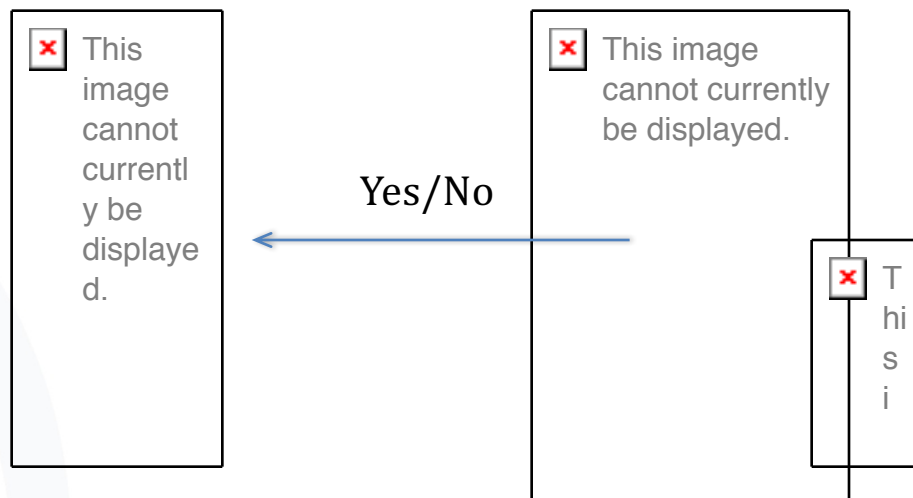 This
image
cannot
currentl
y be
displaye
d.
Yes/No
This image
cannot currently
be displayed.
T
hi
s
i